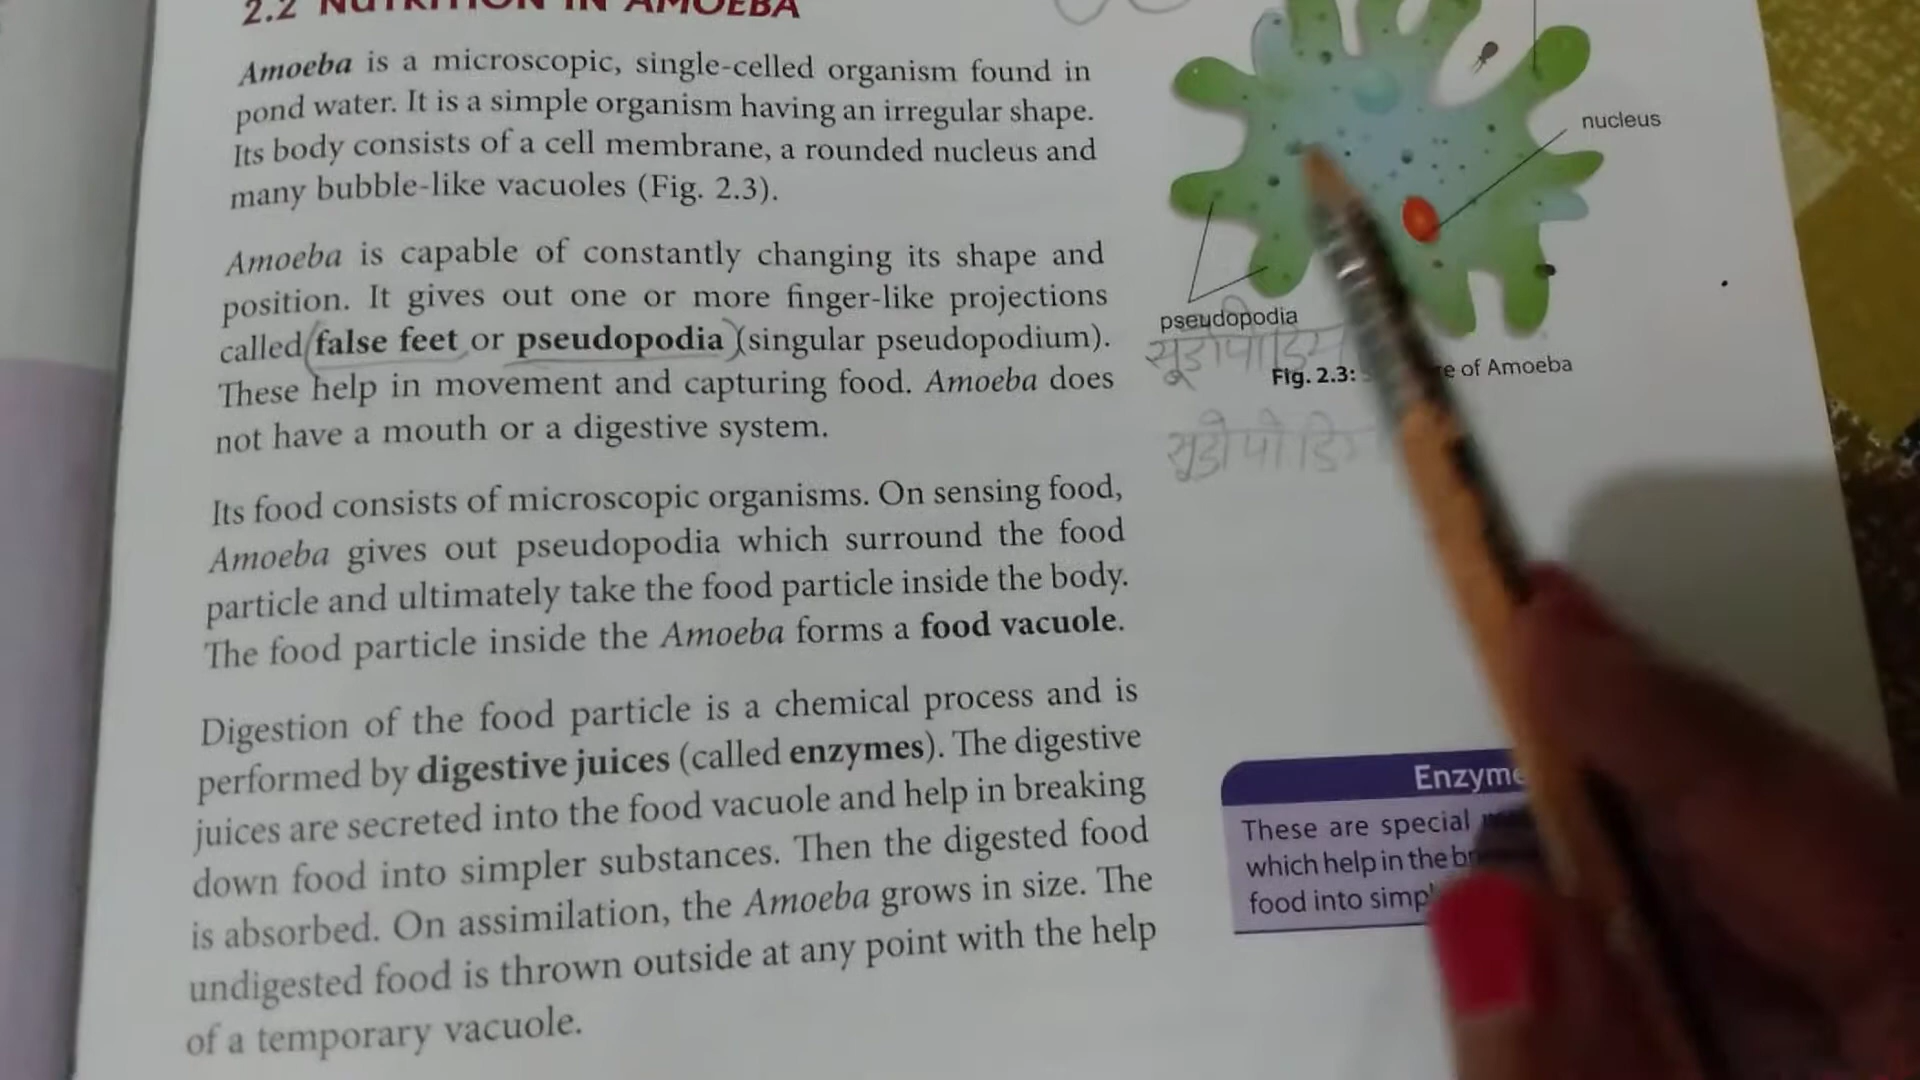 2.2 NUTRITION IN AMOEBA
Amoeba is a microscopic, single-celled organism found in
pond water. It is a simple organism having an irregular shape.
Its body consists of a cell membrane, a rounded nucleus and
many bubble-like vacuoles (Fig. 2.3).
Amoeba is capable of constantly changing its shape and
position. It gives out one or more finger-like projections
called (false feet or pseudopodia) (singular pseudopodium).
These help in movement and capturing food. Amoeba does
not have a mouth or a digestive system.
Its food consists of microscopic organisms. On sensing food,
Amoeba gives out pseudopodia which surround the food
particle and ultimately take the food particle inside the body.
The food particle inside the Amoeba forms a food vacuole.
Digestion of the food particle is a chemical process and is
performed by digestive juices (called enzymes). The digestive
juices are secreted into the food vacuole and help in breaking
down food into simpler substances. Then the digested food
is absorbed. On assimilation, the Amoeba grows in size. The
undigested food is thrown outside at any point with the help
of a temporary vacuole.
nucleus
pseudopodia
Fig. 2.3: of Amoeba
These are special
which help in the
food into